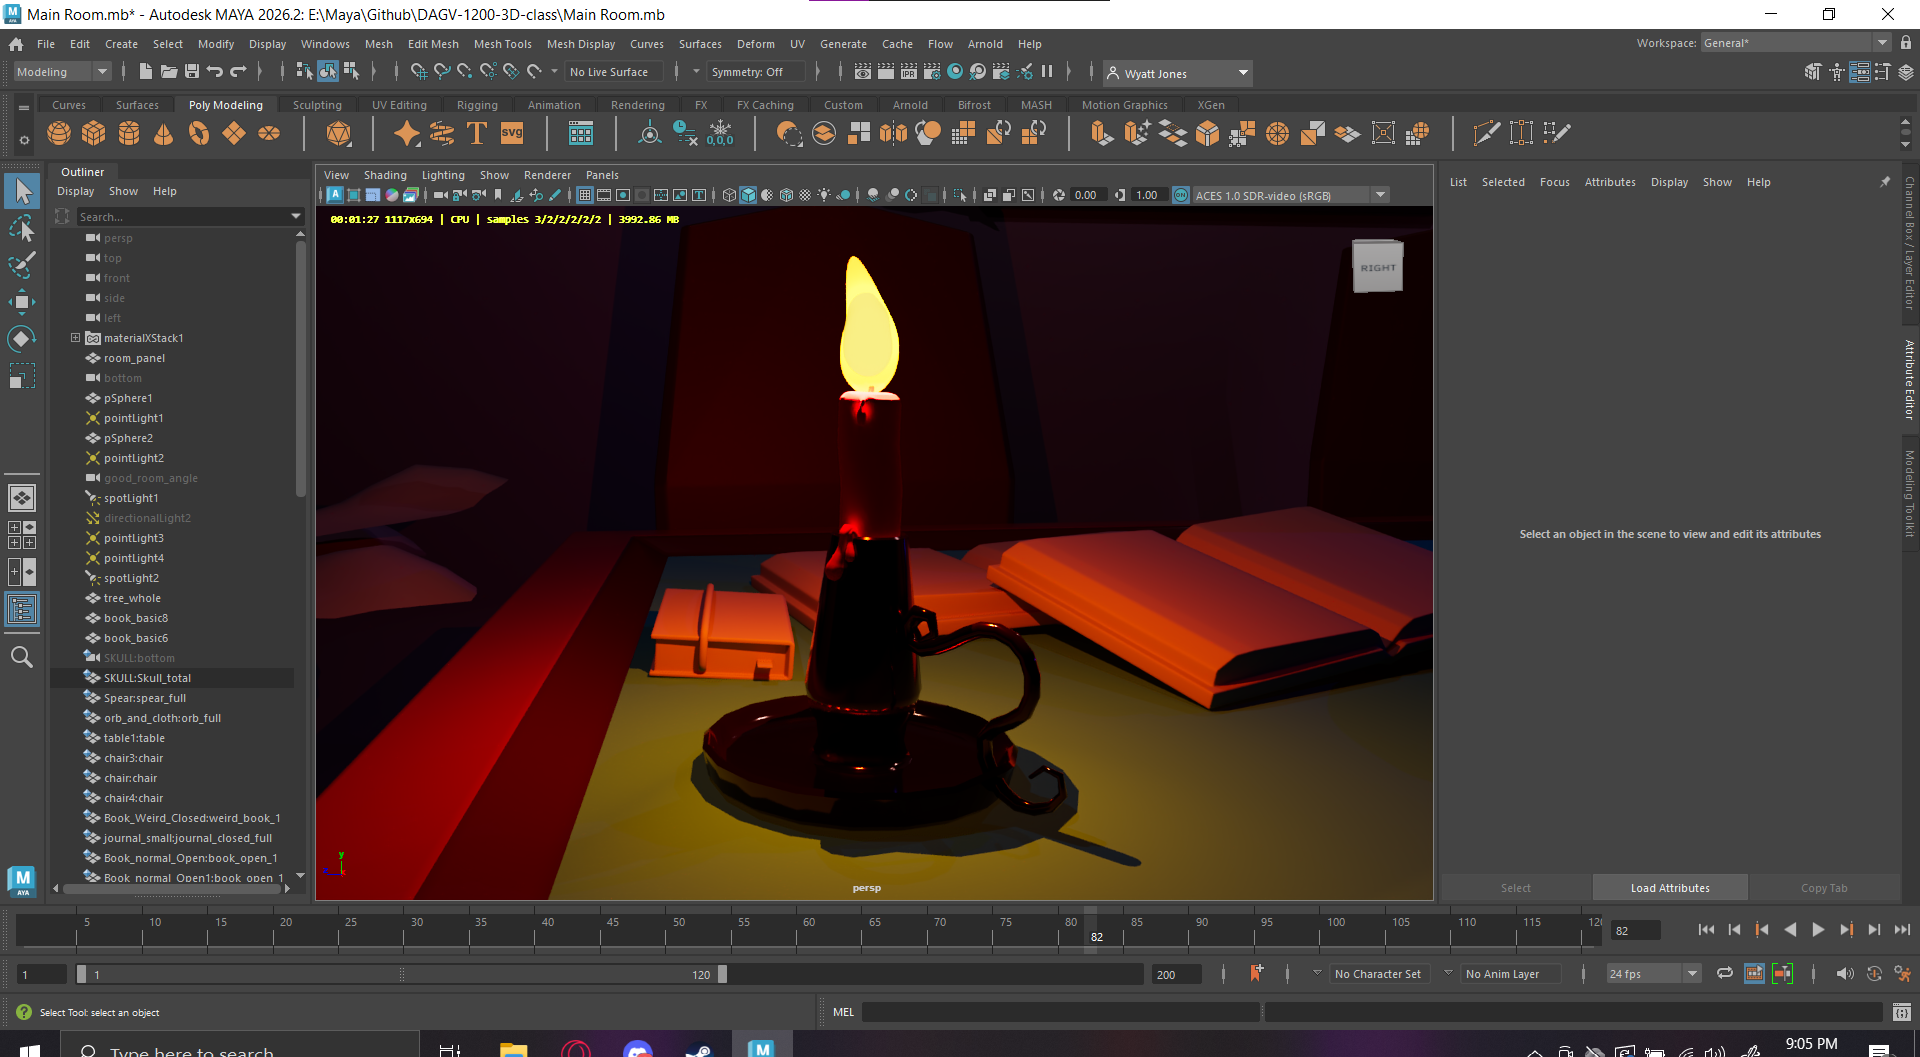 Main Room.mb* - Autodesk MAYA 2026.2: E:\Maya\Github\DAGV-1200-3D-class\Main Room.mb
File Edit Create Select Modify Display Windows Mesh Edit Mesh Mesh Tools Mesh Display Curves Surfaces Deform UV Generate Cache Flow Arnold Help
Workspace: General*
Modeling No Live Surface Symmetry: Off IPR Wyatt Jones
Curves Surfaces Poly Modeling Sculpting UV Editing Rigging Animation Rendering FX FX Caching Custom Arnold Bifrost MASH Motion Graphics XGen
T SVG 0,0,0
Outliner
Display Show Help
Search...
persp
top
front
side
left
materialXStack1
room_panel
bottom
pSphere1
pointLight1
pSphere2
pointLight2
good_room_angle
spotLight1
directionalLight2
pointLight3
pointLight4
spotLight2
tree_whole
book_basic8
book_basic6
SKULL:bottom
SKULL:Skull_total
Spear:spear_full
orb_and_cloth:orb_full
table1:table
chair3:chair
chair:chair
chair4:chair
Book_Weird_Closed:weird_book_1
journal_small:journal_closed_full
Book_normal_Open:book_open_1
Book_normal_Open1:book_open_1
View Shading Lighting Show Renderer Panels
0.00 1.00 ON ACES 1.0 SDR-video (sRGB)
00:01:27 1117x694 | CPU | samples 3/2/2/2/2/2 | 3992.86 MB
RIGHT
y
persp
List Selected Focus Attributes Display Show Help
Select an object in the scene to view and edit its attributes
Select Load Attributes Copy Tab
Channel Box / Layer Editor
Attribute Editor
Modeling Toolkit
M
AYA
5 10 15 20 25 30 35 40 45 50 55 60 65 70 75 80 85 90 95 100 105 110 115 120
82
82
1 1 120 200 No Character Set No Anim Layer 24 fps
Select Tool: select an object
MEL
Type here to search
9:05 PM